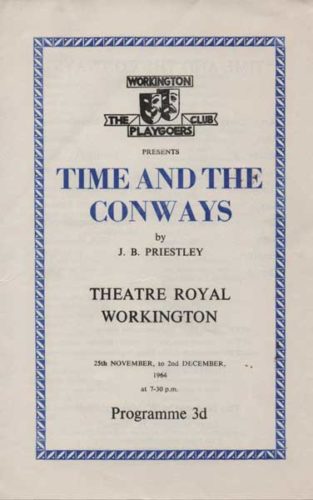 WORKINGTON
THE CLUB
PLAYGOERS
PRESENTS
TIME AND THE
CONWAYS
by
J. B. PRIESTLEY
THEATRE ROYAL
WORKINGTON
25th NOVEMBER, to 2nd DECEMBER,
1964
at 7-30 p.m.
Programme 3d